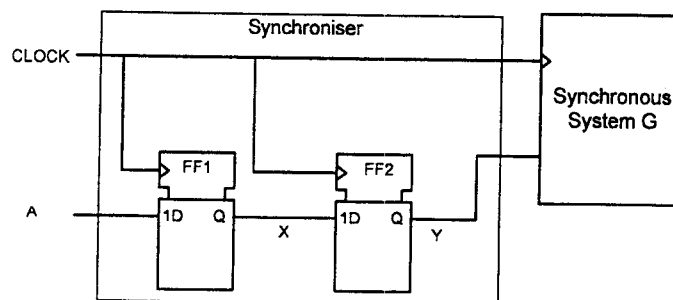 Synchroniser
CLOCK
Synchronous
System G
FF1
FF2
A
1D
Q
X
1D
Q
Y